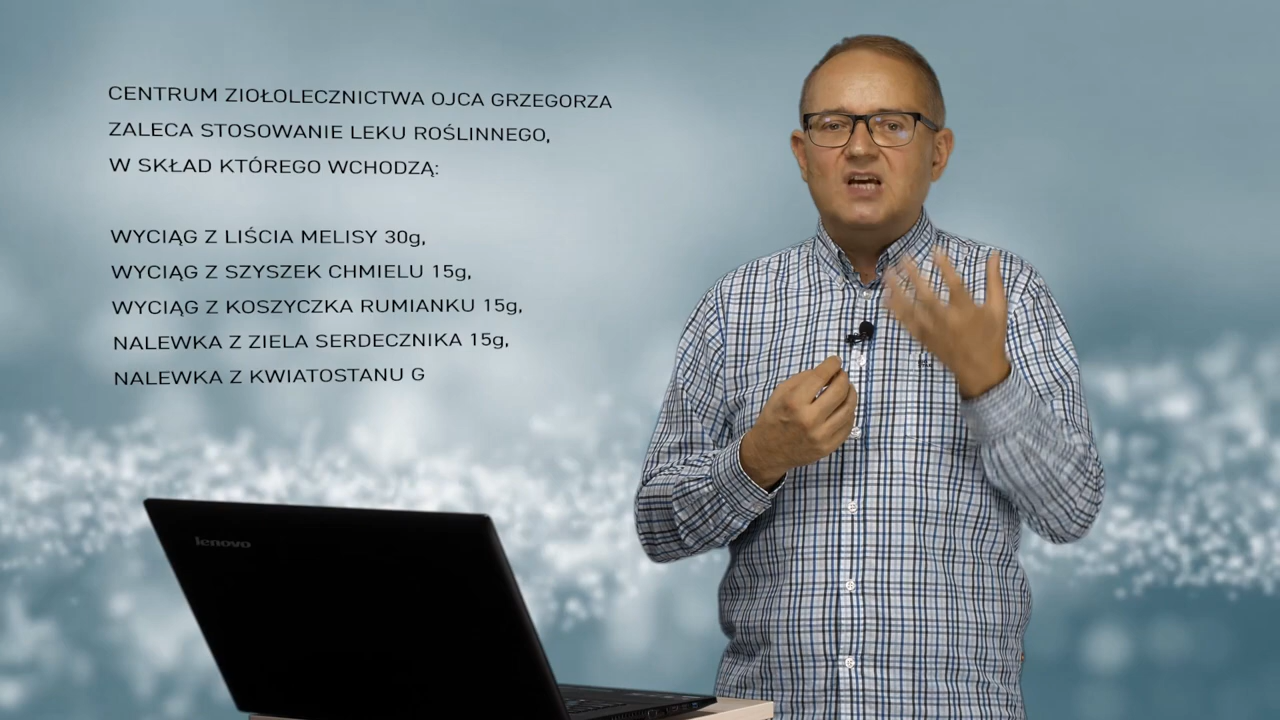 CENTRUM ZIOŁOLECZNICTWA OJCA GRZEGORZA
ZALECA STOSOWANIE LEKU ROŚLINNEGO,
W SKŁAD KTÓREGO WCHODZĄ:
WYCIĄG Z LIŚCIA MELISY 30g,
WYCIĄG Z SZYSZEK CHMIELU 15g,
WYCIĄG Z KOSZYCZKA RUMIANKU 15g,
NALEWKA Z ZIELA SERDECZNIKA 15g,
NALEWKA Z KWIATOSTANU G
lenovo